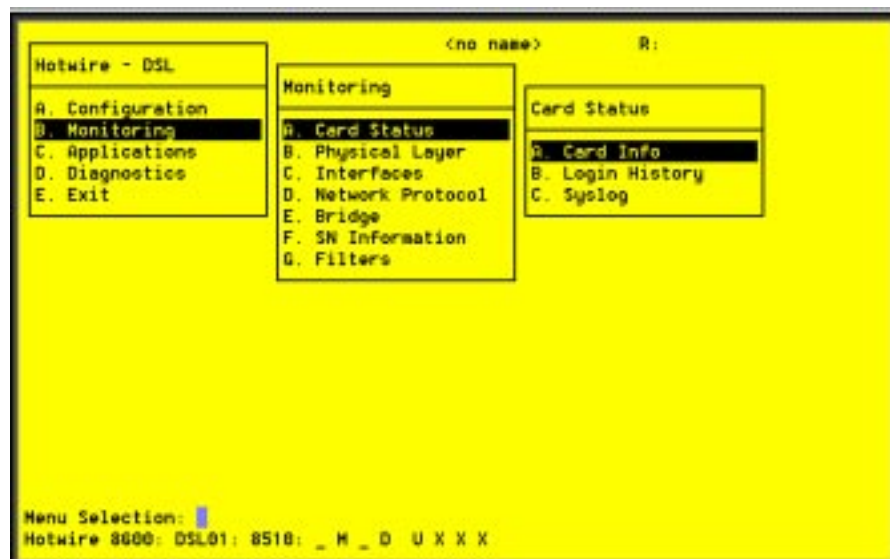 <no name> R:
Hotwire - DSL
A. Configuration
B. Monitoring
C. Applications
D. Diagnostics
E. Exit
Monitoring
A. Card Status
B. Physical Layer
C. Interfaces
D. Network Protocol
E. Bridge
F. SN Information
G. Filters
Card Status
A. Card Info
B. Login History
C. Syslog
Menu Selection:
Hotwire 8600: DSL01: 8510: _ M _ D U X X X